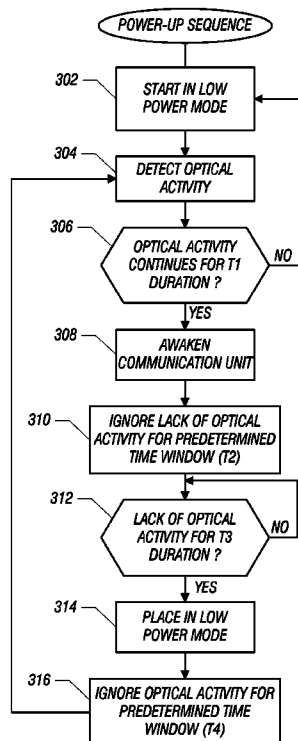 POWER-UP SEQUENCE
302
START IN LOW
POWER MODE
304
DETECT OPTICAL
ACTIVITY
306
OPTICAL ACTIVITY
CONTINUES FOR T1
DURATION ?
NO
YES
308
AWAKEN
COMMUNICATION UNIT
310
IGNORE LACK OF OPTICAL
ACTIVITY FOR PREDETERMINED
TIME WINDOW (T2)
312
LACK OF OPTICAL
ACTIVITY FOR T3
DURATION ?
NO
YES
314
PLACE IN LOW
POWER MODE
316
IGNORE OPTICAL ACTIVITY FOR
PREDETERMINED TIME
WINDOW (T4)